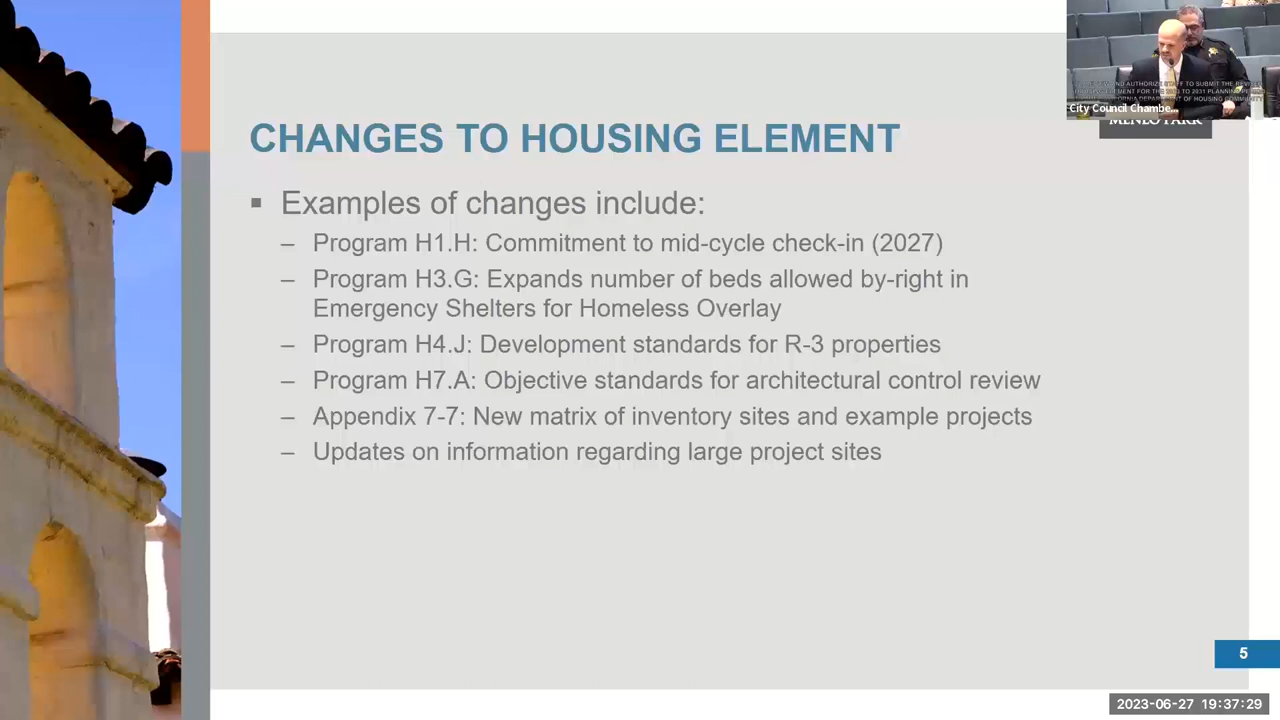 City Council Chambe...
MENLO PARK
CHANGES TO HOUSING ELEMENT
▪ Examples of changes include:
– Program H1.H: Commitment to mid-cycle check-in (2027)
– Program H3.G: Expands number of beds allowed by-right in
Emergency Shelters for Homeless Overlay
– Program H4.J: Development standards for R-3 properties
– Program H7.A: Objective standards for architectural control review
– Appendix 7-7: New matrix of inventory sites and example projects
– Updates on information regarding large project sites
5
2023-06-27 19:37:29